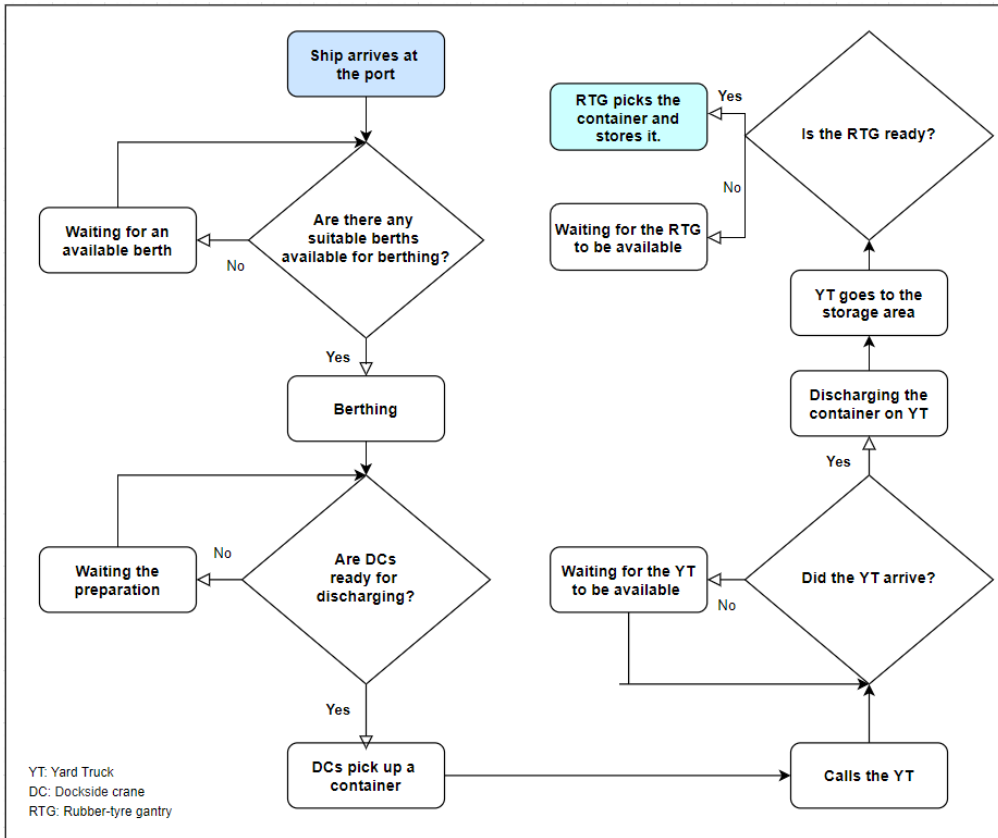 Ship arrives at
the port
Are there any
suitable berths
available for berthing?
Waiting for an
available berth
No
Yes
Berthing
Are DCs
ready for
discharging?
No
Waiting the
preparation
Yes
DCs pick up a
container
Calls the YT
Did the YT arrive?
No
Waiting for the YT
to be available
Yes
Discharging the
container on YT
YT goes to the
storage area
Is the RTG ready?
Yes
RTG picks the
container and
stores it.
No
Waiting for the RTG
to be available
YT: Yard Truck
DC: Dockside crane
RTG: Rubber-tyre gantry